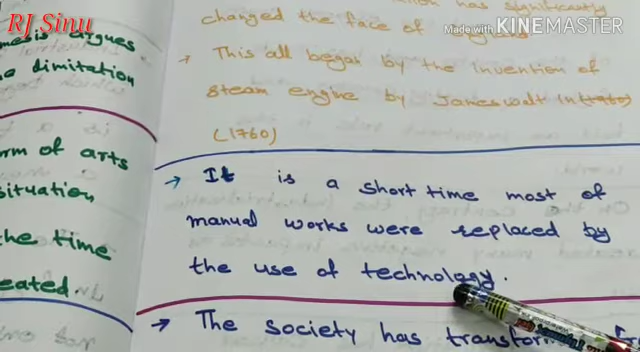 RJ Sinu
Made with KINEMASTER
argues
limitation
of arts
situation
the time
eated.
has significantly
changed the face of
→ This all began by the invention of
steam engine by James watt in
(1760)
→ It is a short time most of
manual works were replaced by
the use of technology.
→ The society has transform